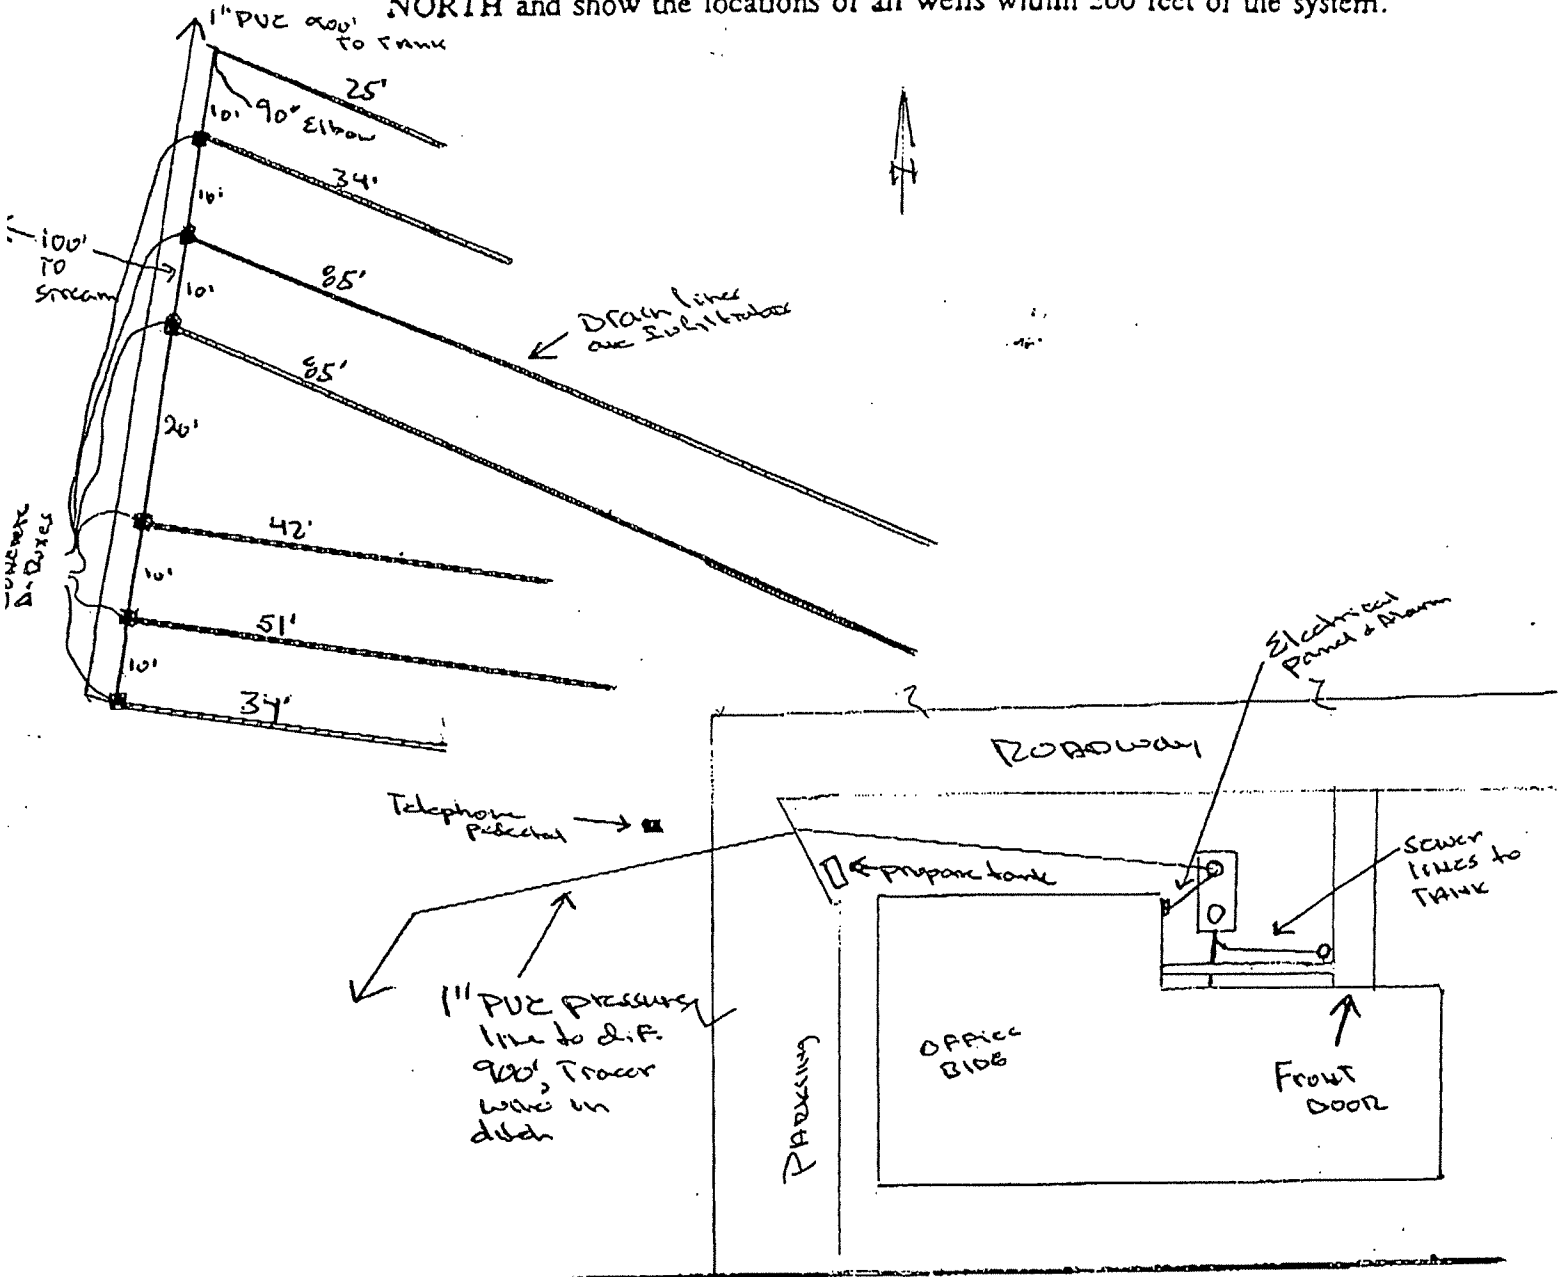 NORTH and show the locations of all wells within 200 feet of the system.
1" PVC 900'
TO TANK
25'
10'
90° Elbow
34'
10'
100'
TO
Stream
10'
85'
Drain lines
are Infiltrators
85'
20'
Concrete
D-Boxes
42'
10'
51'
10'
34'
N
Electrical
Panel & Alarm
ROADWAY
Telephone
pedestal
propane tank
Sewer
lines to
TANK
1" PVC pressure
line to d.f.
900', Tracer
wire in
ditch
PARKING
OFFICE
BLDG
FRONT
DOOR